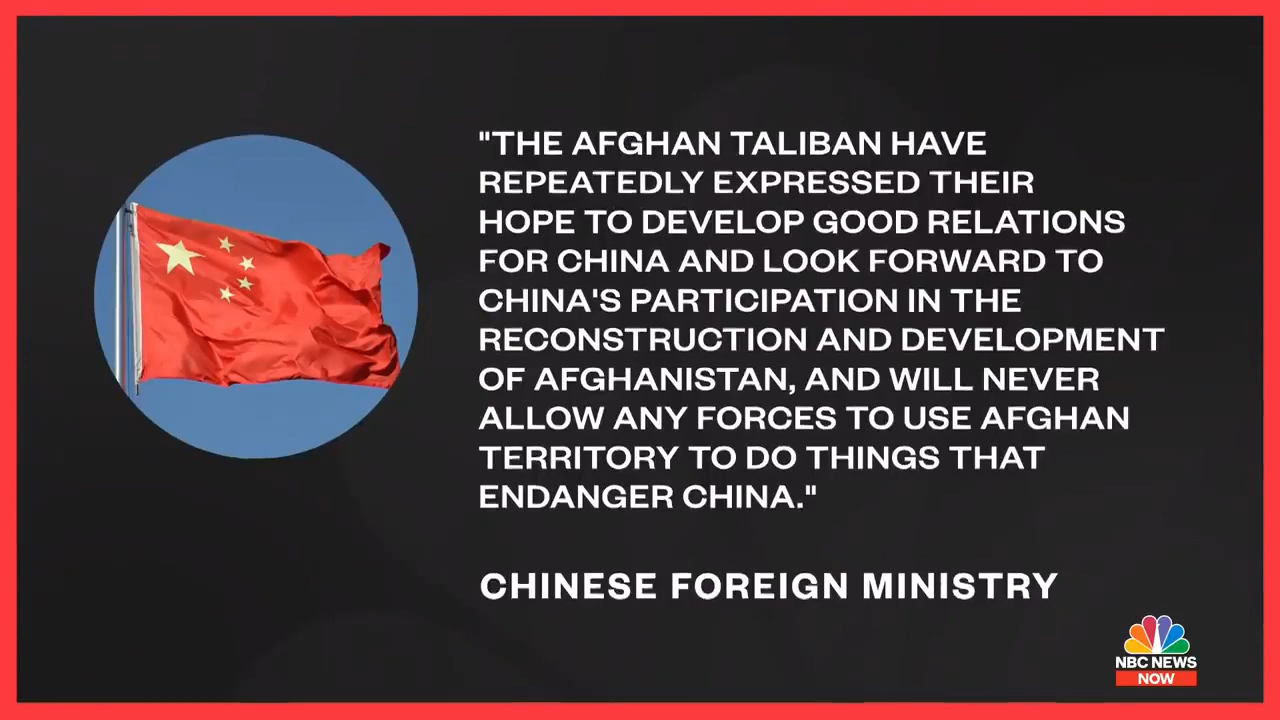 "THE AFGHAN TALIBAN HAVE
REPEATEDLY EXPRESSED THEIR
HOPE TO DEVELOP GOOD RELATIONS
FOR CHINA AND LOOK FORWARD TO
CHINA'S PARTICIPATION IN THE
RECONSTRUCTION AND DEVELOPMENT
OF AFGHANISTAN, AND WILL NEVER
ALLOW ANY FORCES TO USE AFGHAN
TERRITORY TO DO THINGS THAT
ENDANGER CHINA."
CHINESE FOREIGN MINISTRY
NBC NEWS
NOW